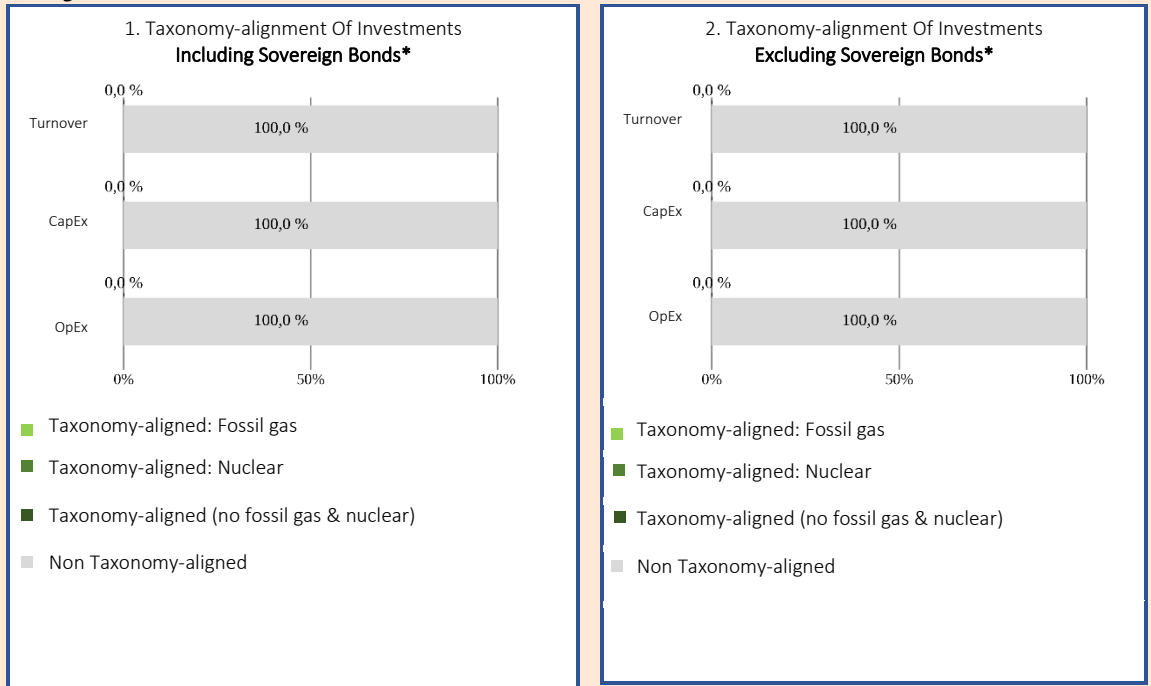 1. Taxonomy-alignment Of Investments
Including Sovereign Bonds*
0,0 %
Turnover
100,0 %
0,0 %
CapEx
100,0 %
0,0 %
OpEx
100,0 %
0%
50%
100%
Taxonomy-aligned: Fossil gas
Taxonomy-aligned: Nuclear
Taxonomy-aligned (no fossil gas & nuclear)
Non Taxonomy-aligned
2. Taxonomy-alignment Of Investments
Excluding Sovereign Bonds*
0,0 %
Turnover
100,0 %
0,0 %
CapEx
100,0 %
0,0 %
OpEx
100,0 %
0%
50%
100%
Taxonomy-aligned: Fossil gas
Taxonomy-aligned: Nuclear
Taxonomy-aligned (no fossil gas & nuclear)
Non Taxonomy-aligned